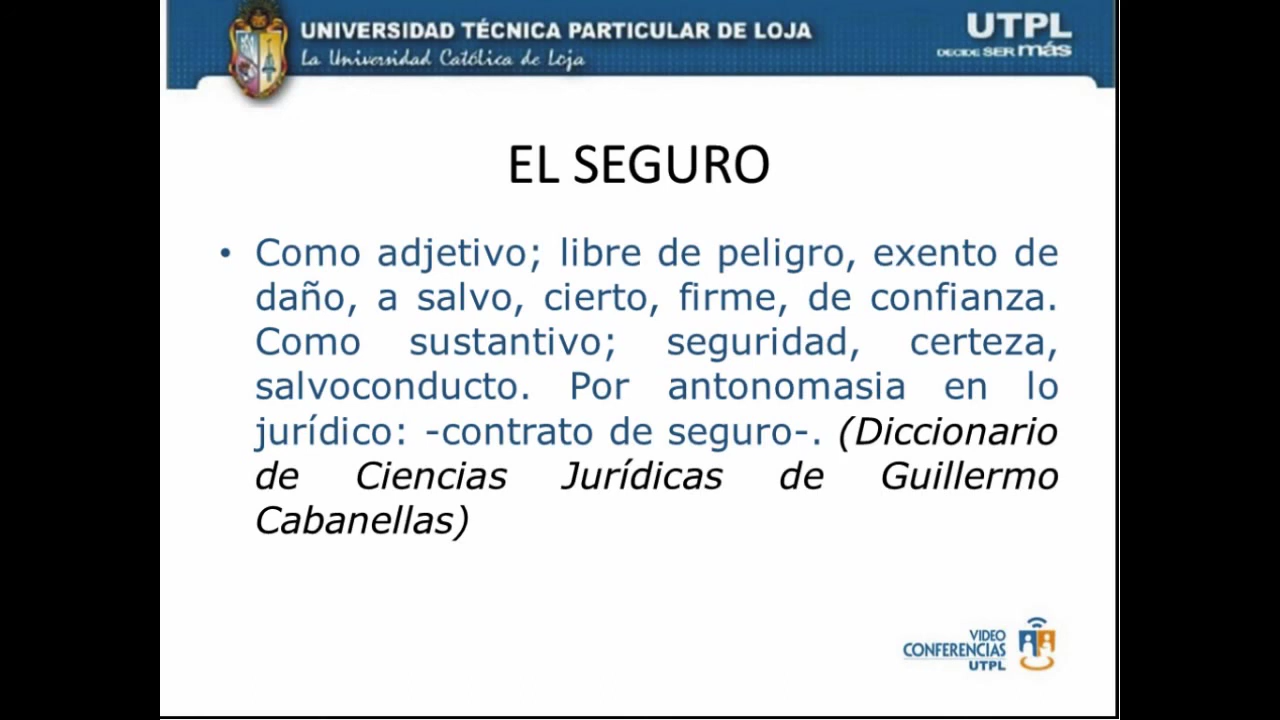 UNIVERSIDAD TÉCNICA PARTICULAR DE LOJA
La Universidad Católica de Loja
UTPL
DECIDE SER más
EL SEGURO
• Como adjetivo; libre de peligro, exento de
daño, a salvo, cierto, firme, de confianza.
Como sustantivo; seguridad, certeza,
salvoconducto. Por antonomasia en lo
jurídico: -contrato de seguro-. (Diccionario
de Ciencias Jurídicas de Guillermo
Cabanellas)
VIDEO
CONFERENCIAS
UTPL